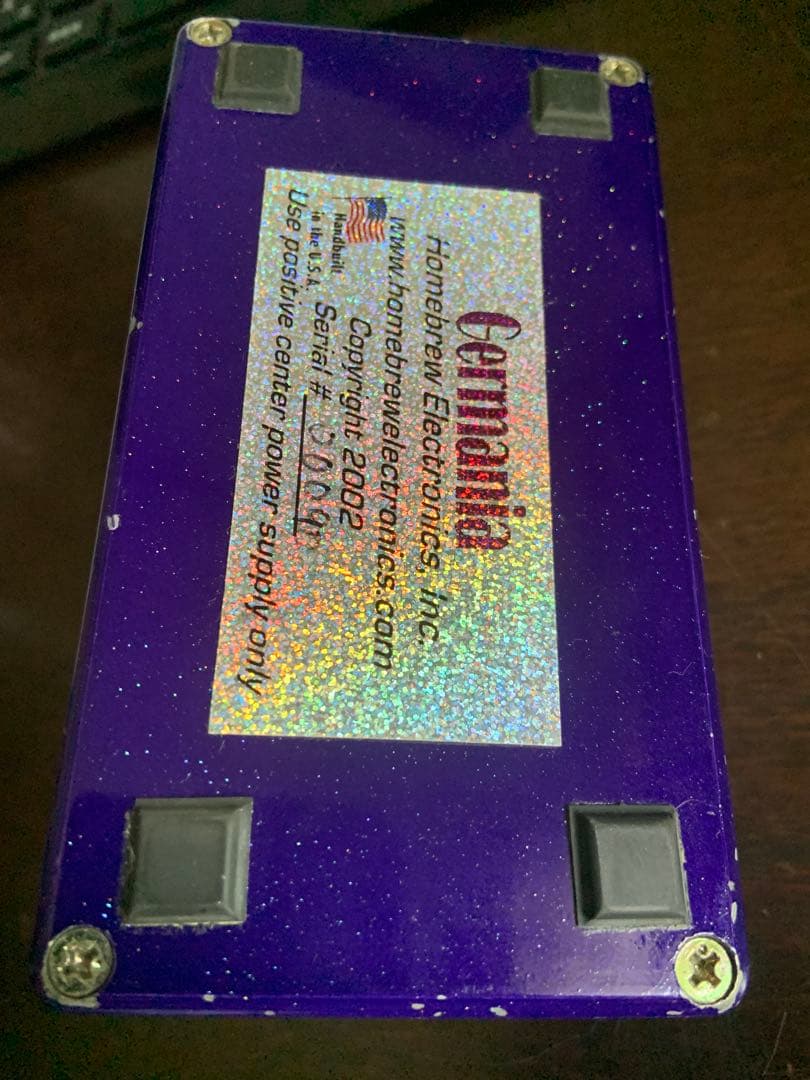 Germania
Homebrew Electronics, Inc.
www.homebrewelectronics.com
Copyright 2002
Handbuilt
in the U.S.A.
Serial #
Use positive center power supply only